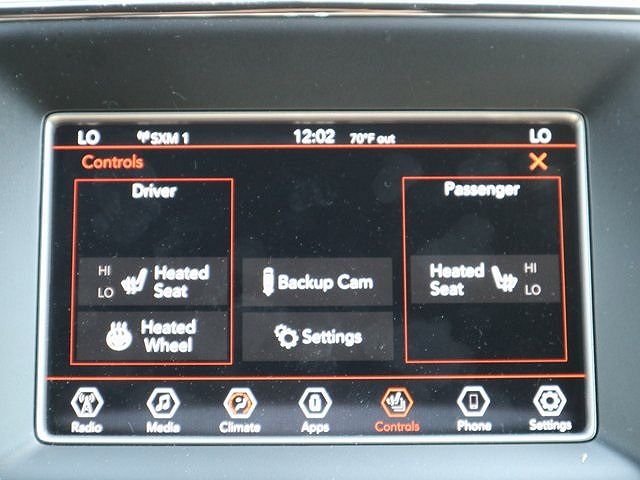 LO SXM 1 12:02 70°F out LO
Controls
Driver
Passenger
HI
LO
Heated
Seat
Heated
Wheel
Backup Cam
Settings
Heated
Seat
HI
LO
Radio Media Climate Apps Controls Phone Settings